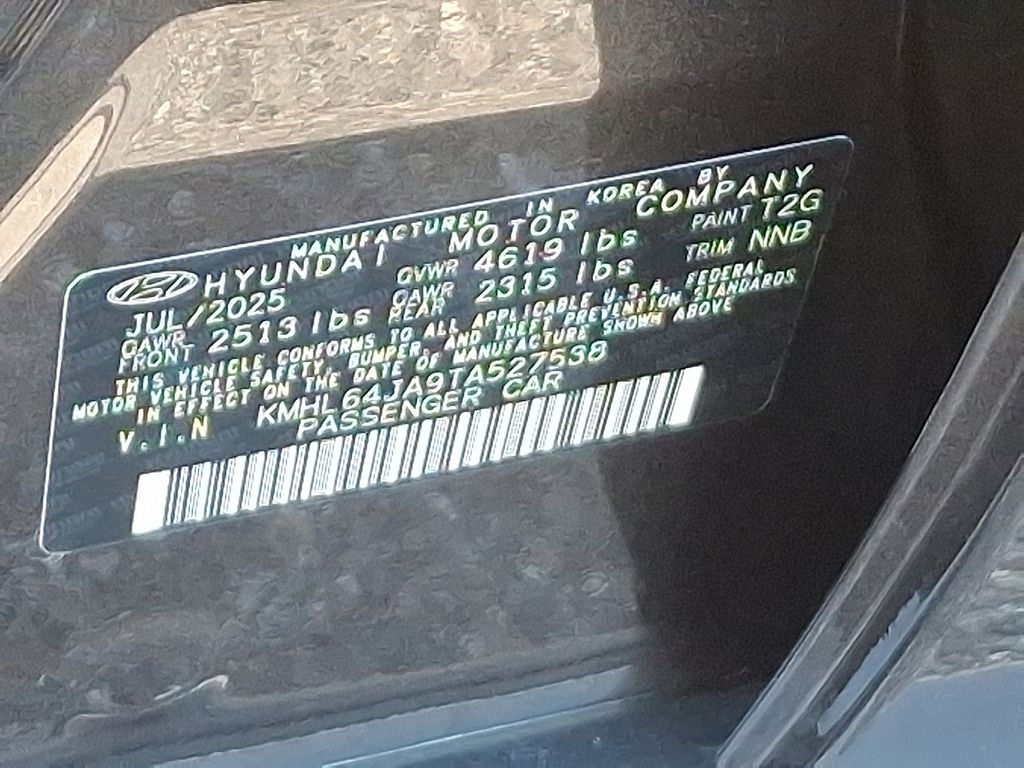 MANUFACTURED IN KOREA BY
HYUNDAI MOTOR COMPANY
JUL/2025 GVWR 4619 lbs PAINT T2G
GAWR FRONT 2513 lbs GAWR REAR 2315 lbs TRIM NNB
THIS VEHICLE CONFORMS TO ALL APPLICABLE U.S.A. FEDERAL
MOTOR VEHICLE SAFETY, BUMPER, AND THEFT PREVENTION STANDARDS
IN EFFECT ON THE DATE OF MANUFACTURE SHOWN ABOVE
V.I.N KMHL64JA9TA527538
PASSENGER CAR